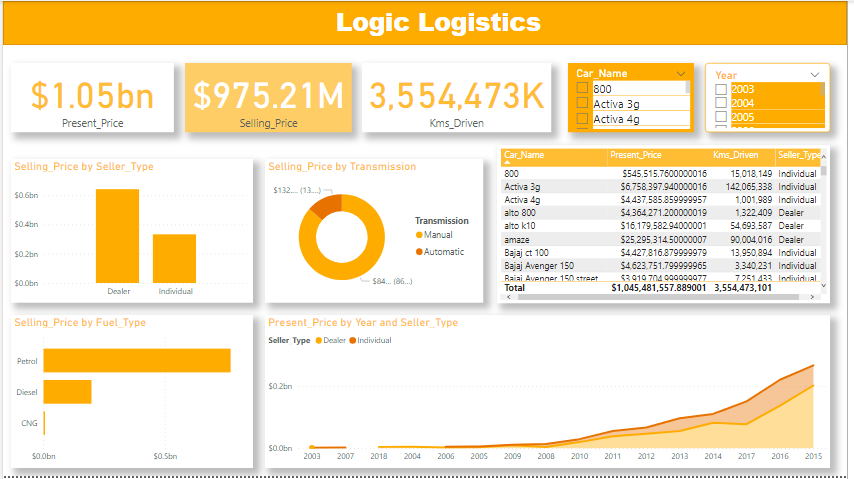 Logic Logistics
$1.05bn
Present_Price
$975.21M
Selling_Price
3,554,473K
Kms_Driven
Car_Name
800
Activa 3g
Activa 4g
Year
2003
2004
2005
Selling_Price by Seller_Type
$0.6bn
$0.4bn
$0.2bn
$0.0bn
Dealer Individual
Selling_Price by Transmission
$132.... (13....)
$84... (86...)
Transmission
Manual
Automatic
Car_Name Present_Price Kms_Driven Seller_Type
800 $545,515.7600000016 15,018,149 Individual
Activa 3g $6,758,397.940000016 142,065,338 Individual
Activa 4g $4,437,585.859999957 1,001,989 Individual
alto 800 $4,364,271.200000019 1,322,409 Dealer
alto k10 $16,179,582.94000001 54,693,587 Dealer
amaze $25,295,314.50000007 90,004,016 Dealer
Bajaj ct 100 $4,427,816.879999979 13,950,894 Individual
Bajaj Avenger 150 $4,623,751.799999965 3,340,231 Individual
Bajaj Avenger 150 street $3,919,704.999999977 7,251,433 Individual
Total $1,045,481,557.889001 3,554,473,101
Selling_Price by Fuel_Type
Petrol
Diesel
CNG
$0.0bn $0.5bn
Present_Price by Year and Seller_Type
Seller_Type Dealer Individual
$0.2bn
$0.0bn
2003 2007 2018 2004 2006 2005 2009 2008 2010 2011 2012 2013 2014 2017 2016 2015